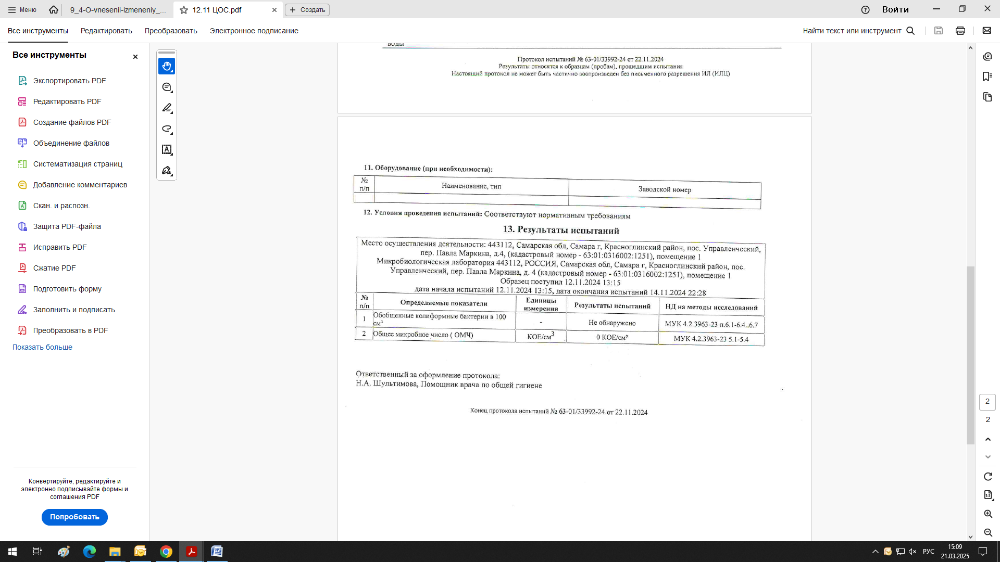 Меню
9_4-O-vnesenii-izmeneniy_...
12.11 ЦОС.pdf
Создать
Войти
Все инструменты
Редактировать
Преобразовать
Электронное подписание
Найти текст или инструмент
Все инструменты
Экспортировать PDF
Редактировать PDF
Создание файлов PDF
Объединение файлов
Систематизация страниц
Добавление комментариев
Скан. и распозн.
Защита PDF-файла
Исправить PDF
Сжатие PDF
Подготовить форму
Заполнить и подписать
Преобразовать в PDF
Показать больше
Конвертируйте, редактируйте и
электронно подписывайте формы и
соглашения PDF
Попробовать
воды
Протокол испытаний № 63-01/33992-24 от 22.11.2024
Результаты относятся к образцам (пробам), прошедшим испытания
Настоящий протокол не может быть частично воспроизведен без письменного разрешения ИЛ (ИЛЦ)
11. Оборудование (при необходимости):
№ п/п Наименование, тип Заводской номер
12. Условия проведения испытаний: Соответствуют нормативным требованиям
13. Результаты испытаний
Место осуществления деятельности: 443112, Самарская обл, Самара г, Красноглинский район, пос. Управленческий,
пер. Павла Маркина, д.4, (кадастровый номер - 63:01:0316002:1251), помещение 1
Микробиологическая лаборатория 443112, РОССИЯ, Самарская обл, Самара г, Красноглинский район, пос.
Управленческий, пер. Павла Маркина, д. 4 (кадастровый номер - 63:01:0316002:1251), помещение 1
Образец поступил 12.11.2024 13:15
дата начала испытаний 12.11.2024 13:15, дата окончания испытаний 14.11.2024 22:28
№ п/п Определяемые показатели Единицы измерения Результаты испытаний НД на методы исследований
1 Обобщенные колиформные бактерии в 100 см³ - Не обнаружено МУК 4.2.3963-23 п.6.1-6.4..6.7
2 Общее микробное число ( ОМЧ) КОЕ/см³ 0 КОЕ/см³ МУК 4.2.3963-23 5.1-5.4
Ответственный за оформление протокола:
Н.А. Шультимова, Помощник врача по общей гигиене
Конец протокола испытаний № 63-01/33992-24 от 22.11.2024
2
2
1:1
РУС
15:09
21.03.2025